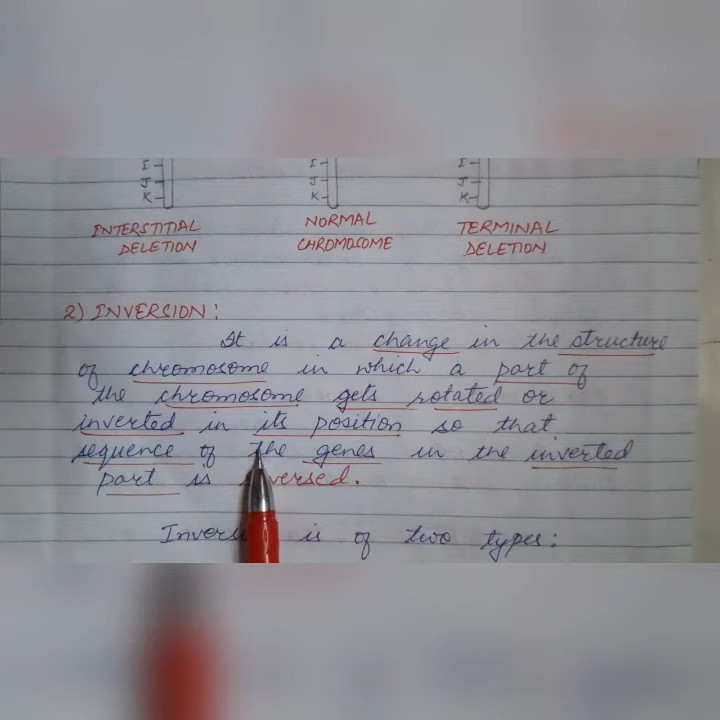 I I I
J J J
K K K
INTERSTITIAL NORMAL TERMINAL
DELETION CHROMOSOME DELETION
2) INVERSION:
It is a change in the structure
of chromosome in which a part of
the chromosome gets rotated or
inverted in its position so that
sequence of the genes in the inverted
part is versed.
Invers is of two types: